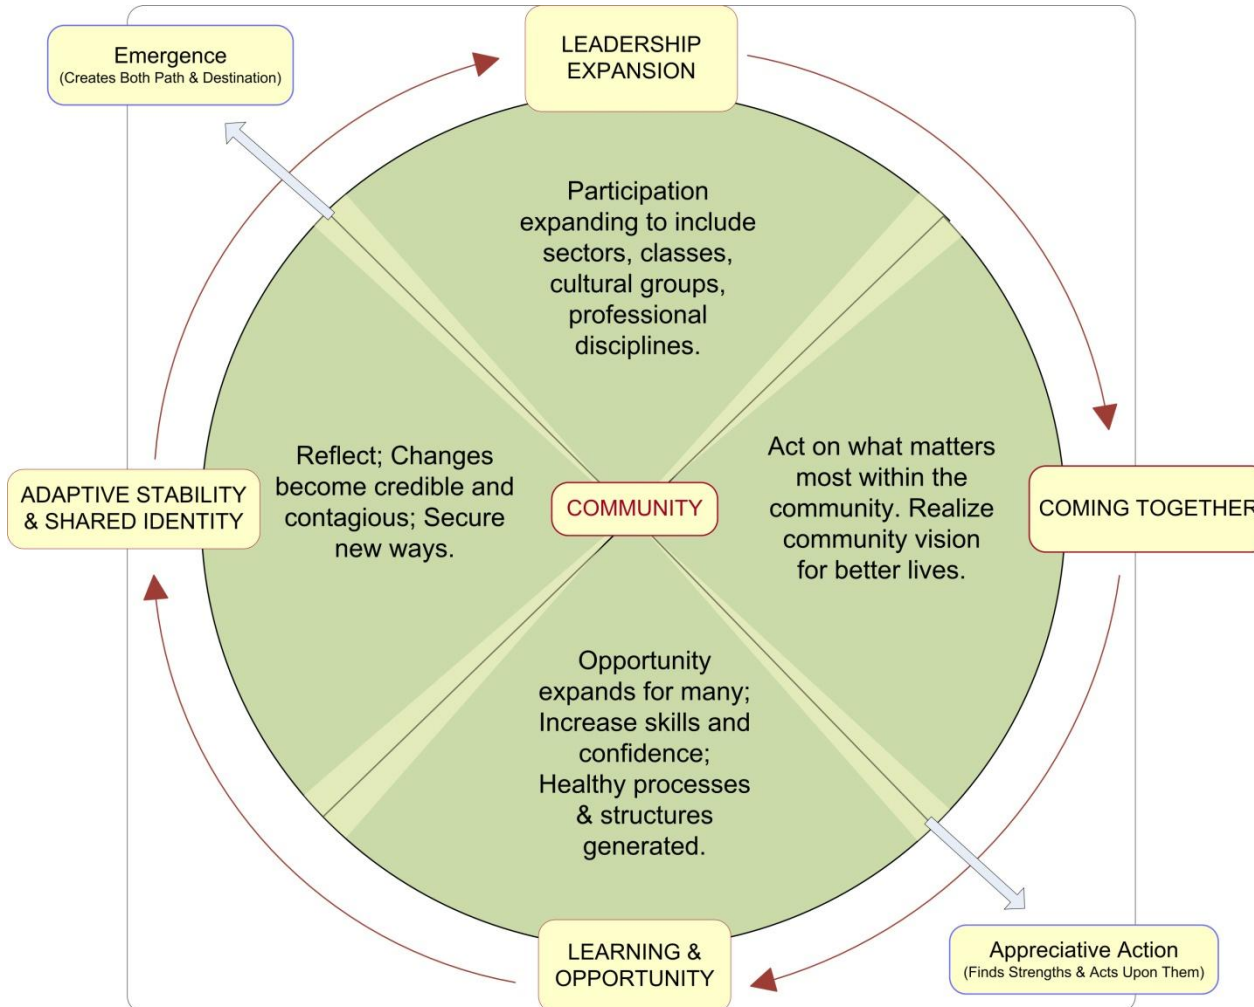 Emergence
(Creates Both Path & Destination)
LEADERSHIP
EXPANSION
Participation
expanding to include
sectors, classes,
cultural groups,
professional
disciplines.
ADAPTIVE STABILITY
& SHARED IDENTITY
Reflect; Changes
become credible and
contagious; Secure
new ways.
COMMUNITY
Act on what matters
most within the
community. Realize
community vision
for better lives.
COMING TOGETHER
Opportunity
expands for many;
Increase skills and
confidence;
Healthy processes
& structures
generated.
LEARNING &
OPPORTUNITY
Appreciative Action
(Finds Strengths & Acts Upon Them)